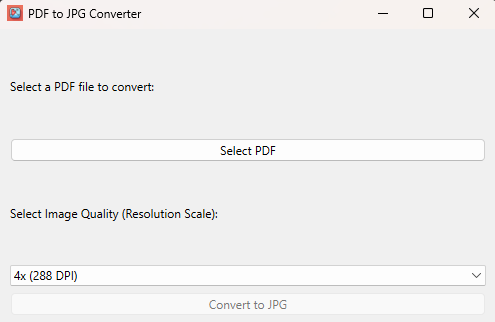 PDF to JPG Converter
Select a PDF file to convert:
Select PDF
Select Image Quality (Resolution Scale):
4x (288 DPI)
Convert to JPG